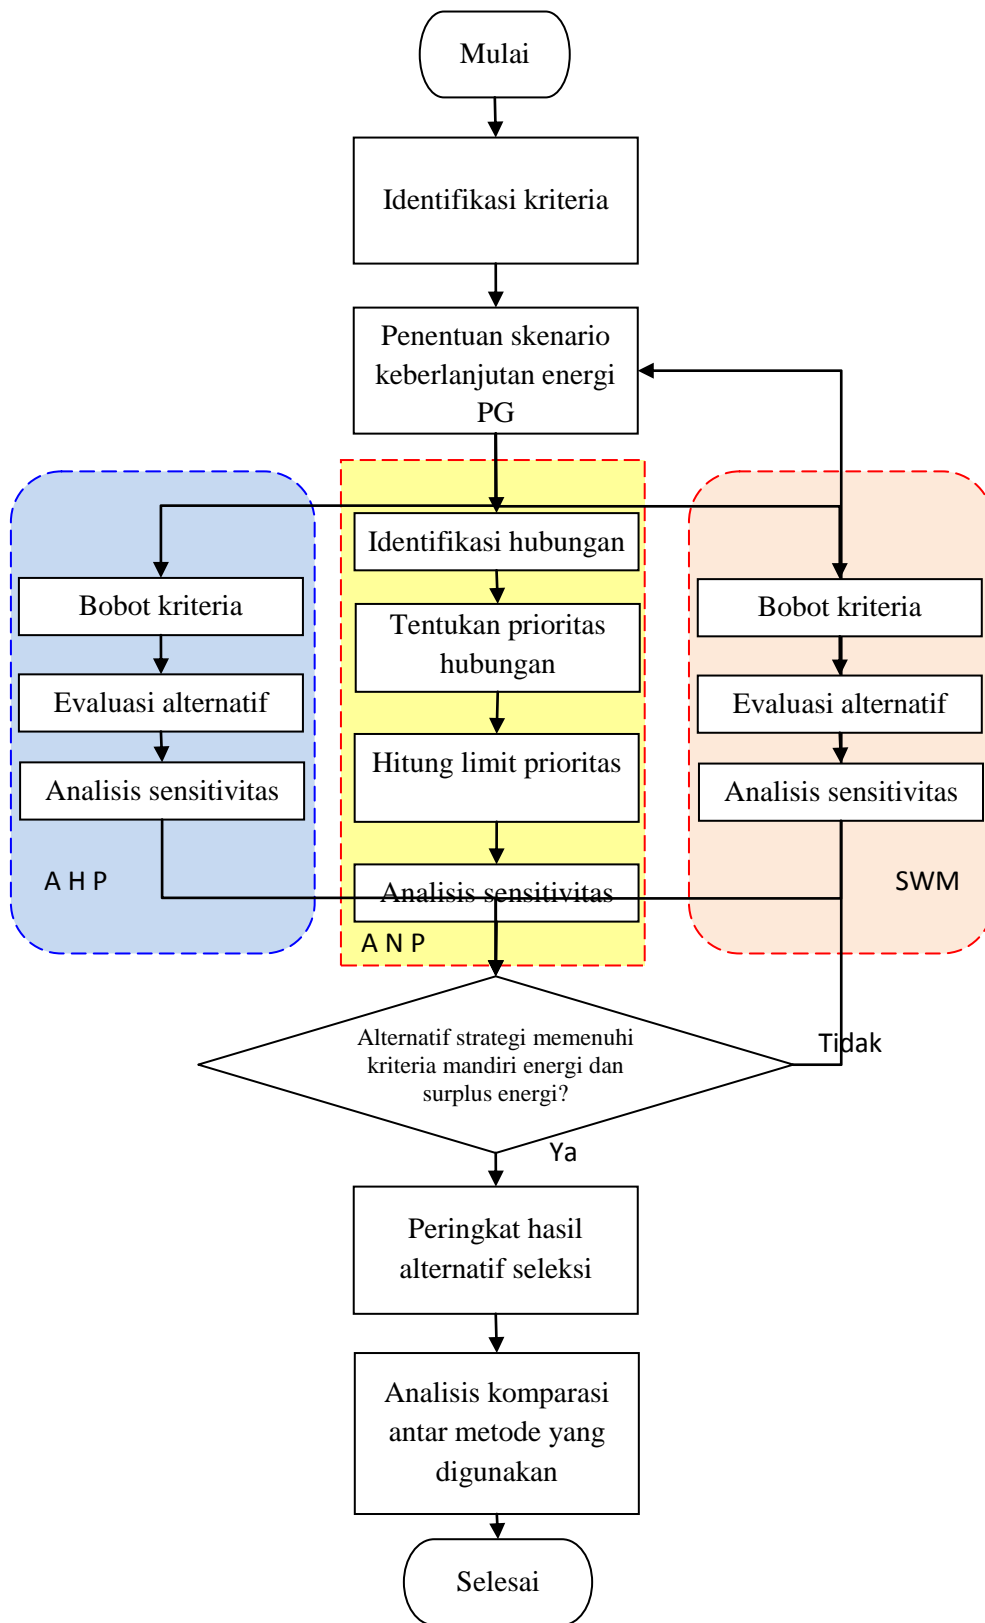 Mulai
Identifikasi kriteria
Penentuan skenario
keberlanjutan energi
PG
Bobot kriteria
Evaluasi alternatif
Analisis sensitivitas
A H P
Identifikasi hubungan
Tentukan prioritas
hubungan
Hitung limit prioritas
Analisis sensitivitas
A N P
Bobot kriteria
Evaluasi alternatif
Analisis sensitivitas
SWM
Alternatif strategi memenuhi
kriteria mandiri energi dan
surplus energi?
Tidak
Ya
Peringkat hasil
alternatif seleksi
Analisis komparasi
antar metode yang
digunakan
Selesai